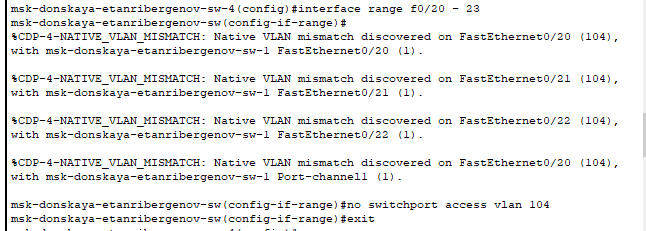 msk-donskaya-etanribergenov-sw-4(config)#interface range f0/20 - 23
msk-donskaya-etanribergenov-sw(config-if-range)#
%CDP-4-NATIVE_VLAN_MISMATCH: Native VLAN mismatch discovered on FastEthernet0/20 (104),
with msk-donskaya-etanribergenov-sw-1 FastEthernet0/20 (1).
%CDP-4-NATIVE_VLAN_MISMATCH: Native VLAN mismatch discovered on FastEthernet0/21 (104),
with msk-donskaya-etanribergenov-sw-1 FastEthernet0/21 (1).
%CDP-4-NATIVE_VLAN_MISMATCH: Native VLAN mismatch discovered on FastEthernet0/22 (104),
with msk-donskaya-etanribergenov-sw-1 FastEthernet0/22 (1).
%CDP-4-NATIVE_VLAN_MISMATCH: Native VLAN mismatch discovered on FastEthernet0/20 (104),
with msk-donskaya-etanribergenov-sw-1 Port-channel1 (1).
msk-donskaya-etanribergenov-sw(config-if-range)#no switchport access vlan 104
msk-donskaya-etanribergenov-sw(config-if-range)#exit